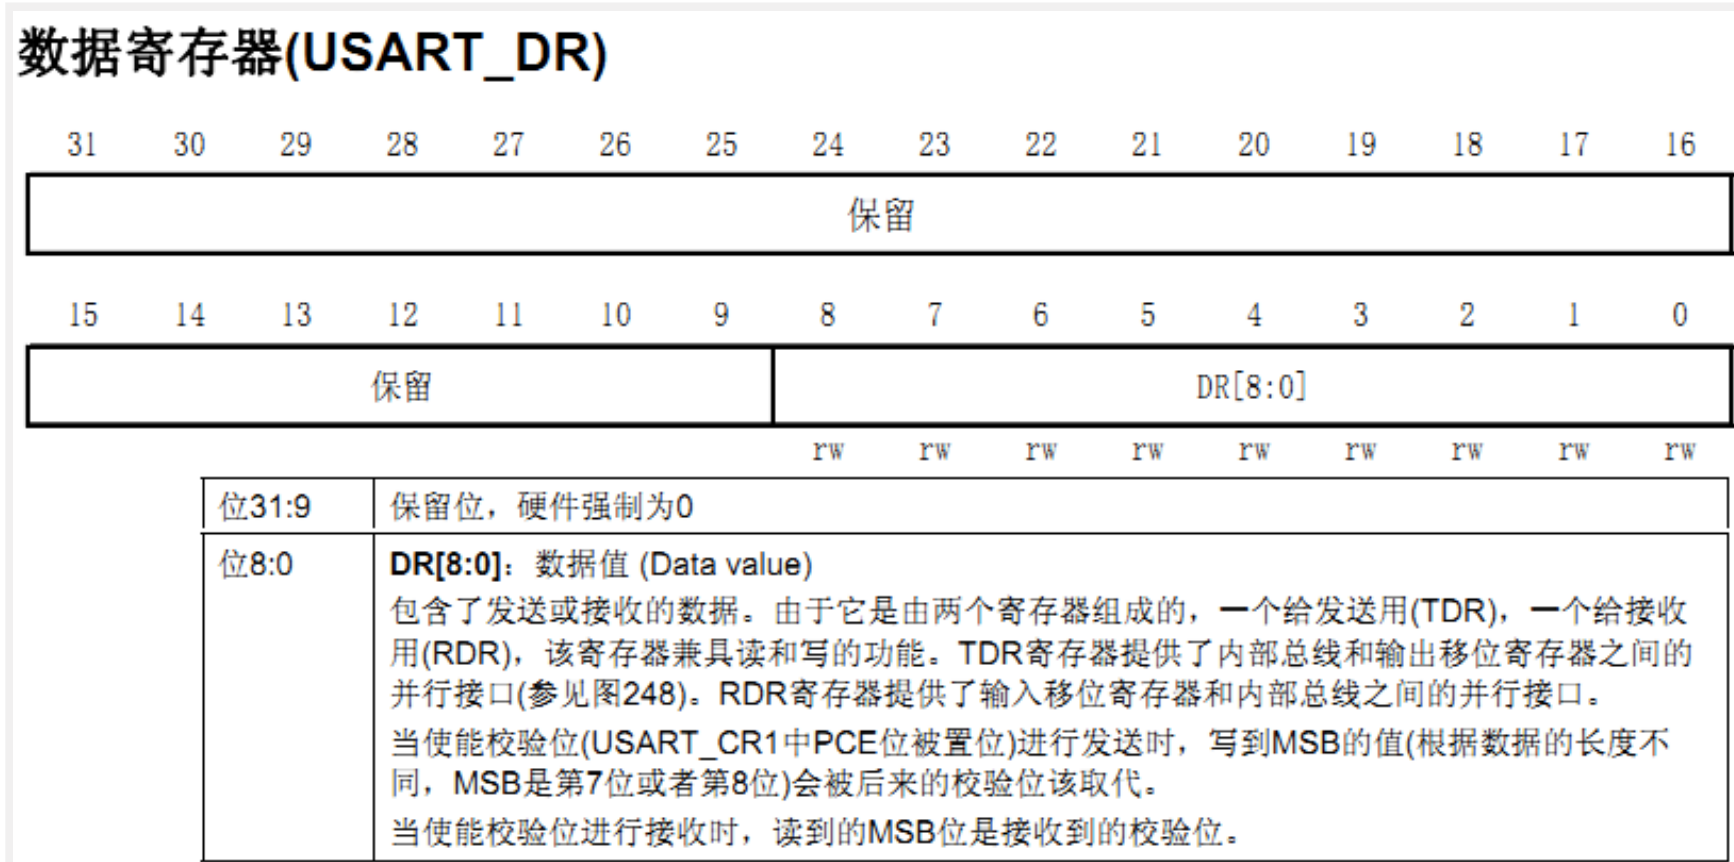 数据寄存器(USART_DR)
31 30 29 28 27 26 25 24 23 22 21 20 19 18 17 16
保留
15 14 13 12 11 10 9 8 7 6 5 4 3 2 1 0
保留 DR[8:0]
rw rw rw rw rw rw rw rw rw
位31:9 保留位，硬件强制为0
位8:0 DR[8:0]：数据值 (Data value)
包含了发送或接收的数据。由于它是由两个寄存器组成的，一个给发送用(TDR)，一个给接收
用(RDR)，该寄存器兼具读和写的功能。TDR寄存器提供了内部总线和输出移位寄存器之间的
并行接口(参见图248)。RDR寄存器提供了输入移位寄存器和内部总线之间的并行接口。
当使能校验位(USART_CR1中PCE位被置位)进行发送时，写到MSB的值(根据数据的长度不
同，MSB是第7位或者第8位)会被后来的校验位该取代。
当使能校验位进行接收时，读到的MSB位是接收到的校验位。